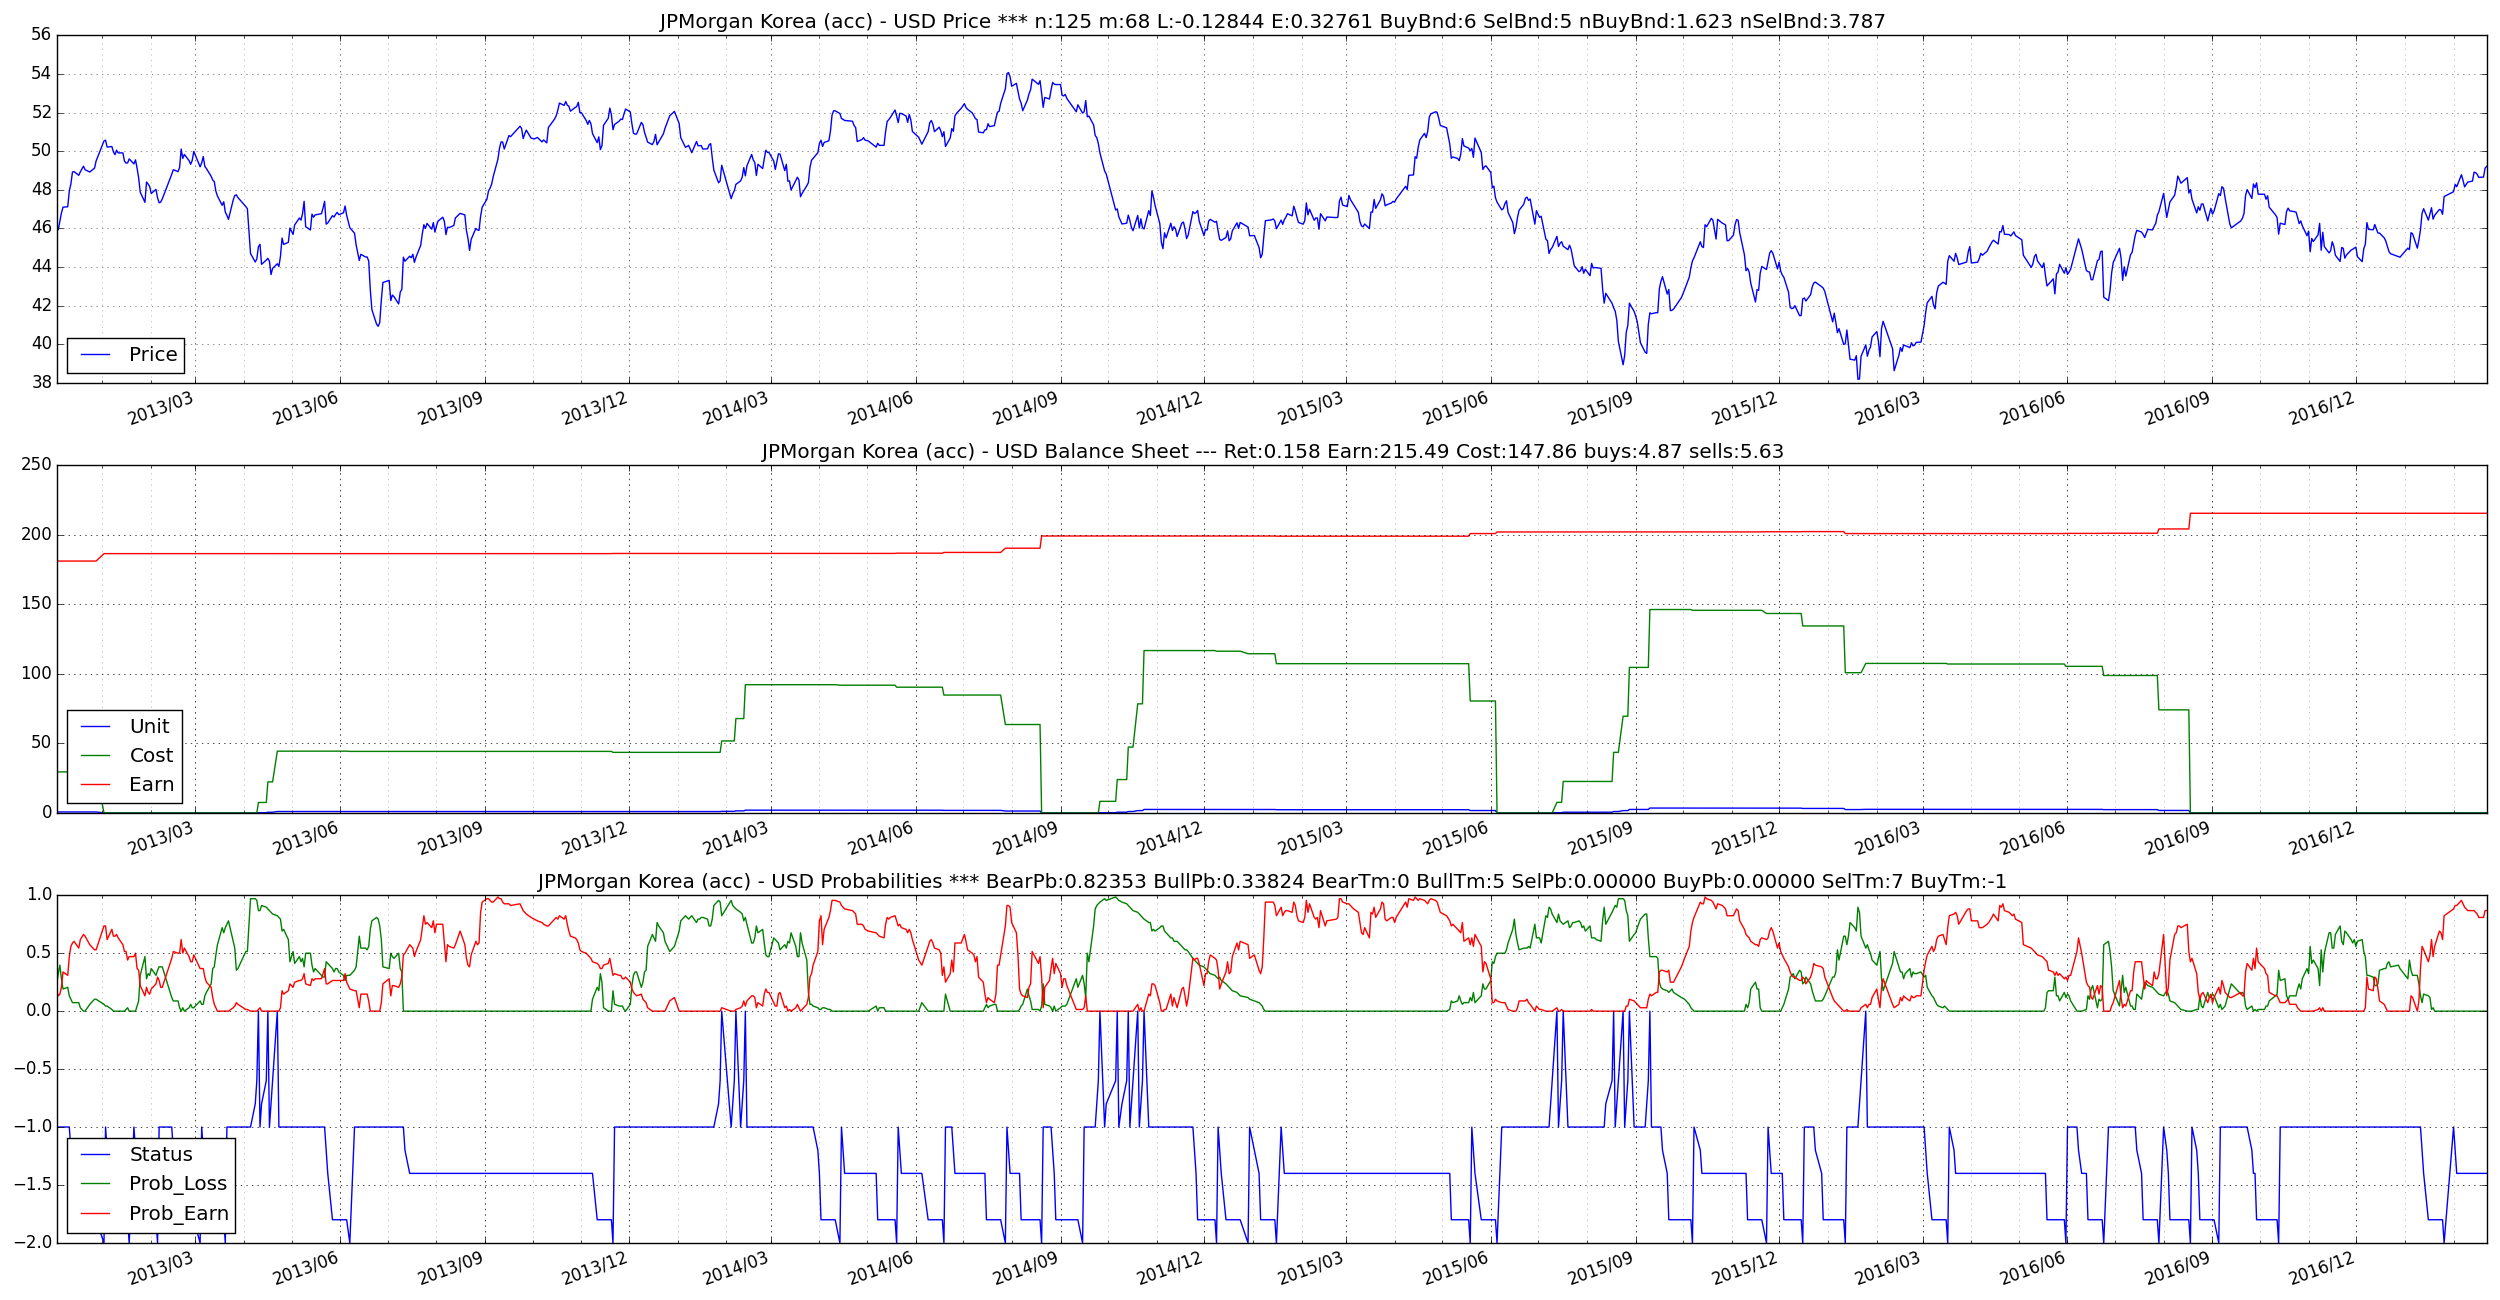 JPMorgan Korea (acc) - USD Price *** n:125 m:68 L:-0.12844 E:0.32761 BuyBnd:6 SelBnd:5 nBuyBnd:1.623 nSelBnd:3.787
56
54
52
50
48
46
44
42
40
38
Price
2013/03 2013/06 2013/09 2013/12 2014/03 2014/06 2014/09 2014/12 2015/03 2015/06 2015/09 2015/12 2016/03 2016/06 2016/09 2016/12
JPMorgan Korea (acc) - USD Balance Sheet --- Ret:0.158 Earn:215.49 Cost:147.86 buys:4.87 sells:5.63
250
200
150
100
50
0
Unit
Cost
Earn
2013/03 2013/06 2013/09 2013/12 2014/03 2014/06 2014/09 2014/12 2015/03 2015/06 2015/09 2015/12 2016/03 2016/06 2016/09 2016/12
JPMorgan Korea (acc) - USD Probabilities *** BearPb:0.82353 BullPb:0.33824 BearTm:0 BullTm:5 SelPb:0.00000 BuyPb:0.00000 SelTm:7 BuyTm:-1
1.0
0.5
0.0
−0.5
−1.0
−1.5
−2.0
Status
Prob_Loss
Prob_Earn
2013/03 2013/06 2013/09 2013/12 2014/03 2014/06 2014/09 2014/12 2015/03 2015/06 2015/09 2015/12 2016/03 2016/06 2016/09 2016/12